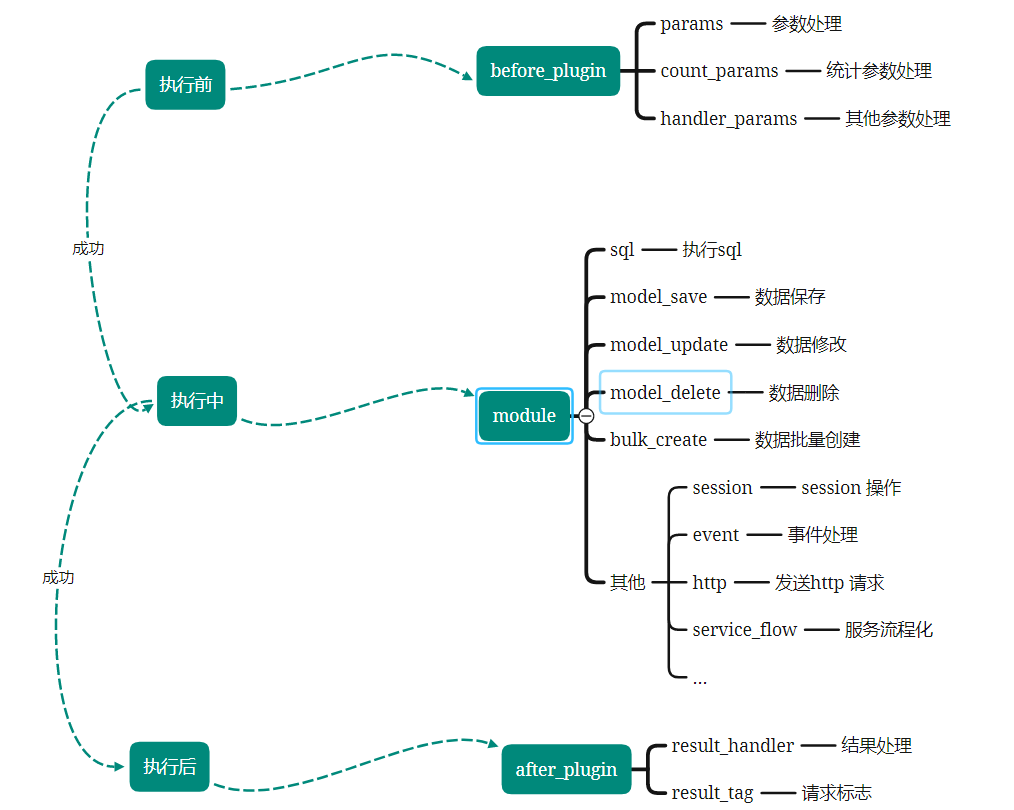 params 参数处理
执行前 before_plugin count_params 统计参数处理
handler_params 其他参数处理
成功
sql 执行sql
model_save 数据保存
model_update 数据修改
model_delete 数据删除
执行中 module
bulk_create 数据批量创建
session session 操作
event 事件处理
成功 其他 http 发送http 请求
service_flow 服务流程化
...
result_handler 结果处理
执行后 after_plugin
result_tag 请求标志